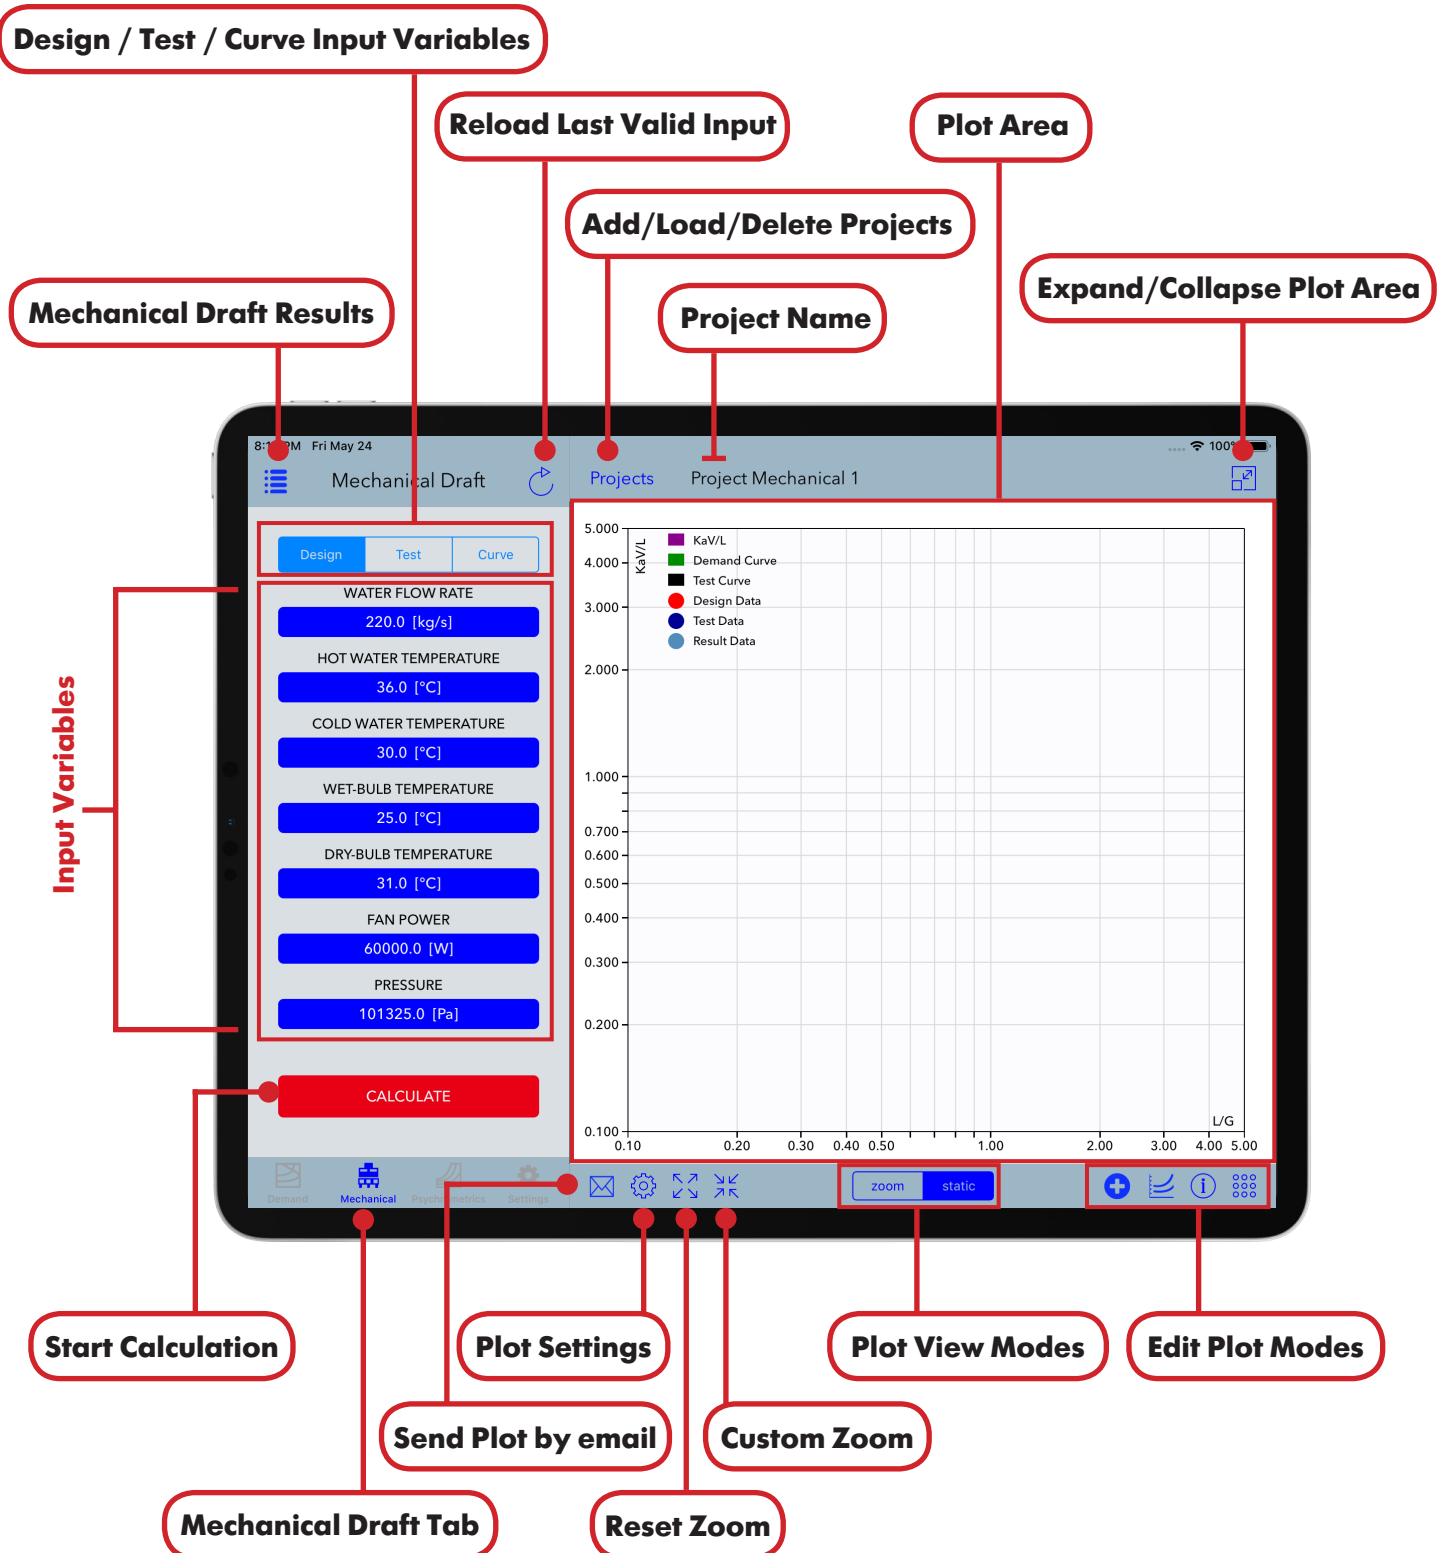 Design / Test / Curve Input Variables
Reload Last Valid Input
Plot Area
Add/Load/Delete Projects
Expand/Collapse Plot Area
Mechanical Draft Results
Project Name
Fri May 24
Mechanical Draft
Projects
Project Mechanical 1
Design
Test
Curve
WATER FLOW RATE
220.0 [kg/s]
HOT WATER TEMPERATURE
36.0 [°C]
COLD WATER TEMPERATURE
30.0 [°C]
WET-BULB TEMPERATURE
25.0 [°C]
DRY-BULB TEMPERATURE
31.0 [°C]
FAN POWER
60000.0 [W]
PRESSURE
101325.0 [Pa]
CALCULATE
Input Variables
KaV/L
KaV/L
Demand Curve
Test Curve
Design Data
Test Data
Result Data
5.000
4.000
3.000
2.000
1.000
0.700
0.600
0.500
0.400
0.300
0.200
0.100
L/G
0.10 0.20 0.30 0.40 0.50 1.00 2.00 3.00 4.00 5.00
Demand
Mechanical
Psychrometrics
Settings
zoom
static
Start Calculation
Plot Settings
Plot View Modes
Edit Plot Modes
Send Plot by email
Custom Zoom
Mechanical Draft Tab
Reset Zoom